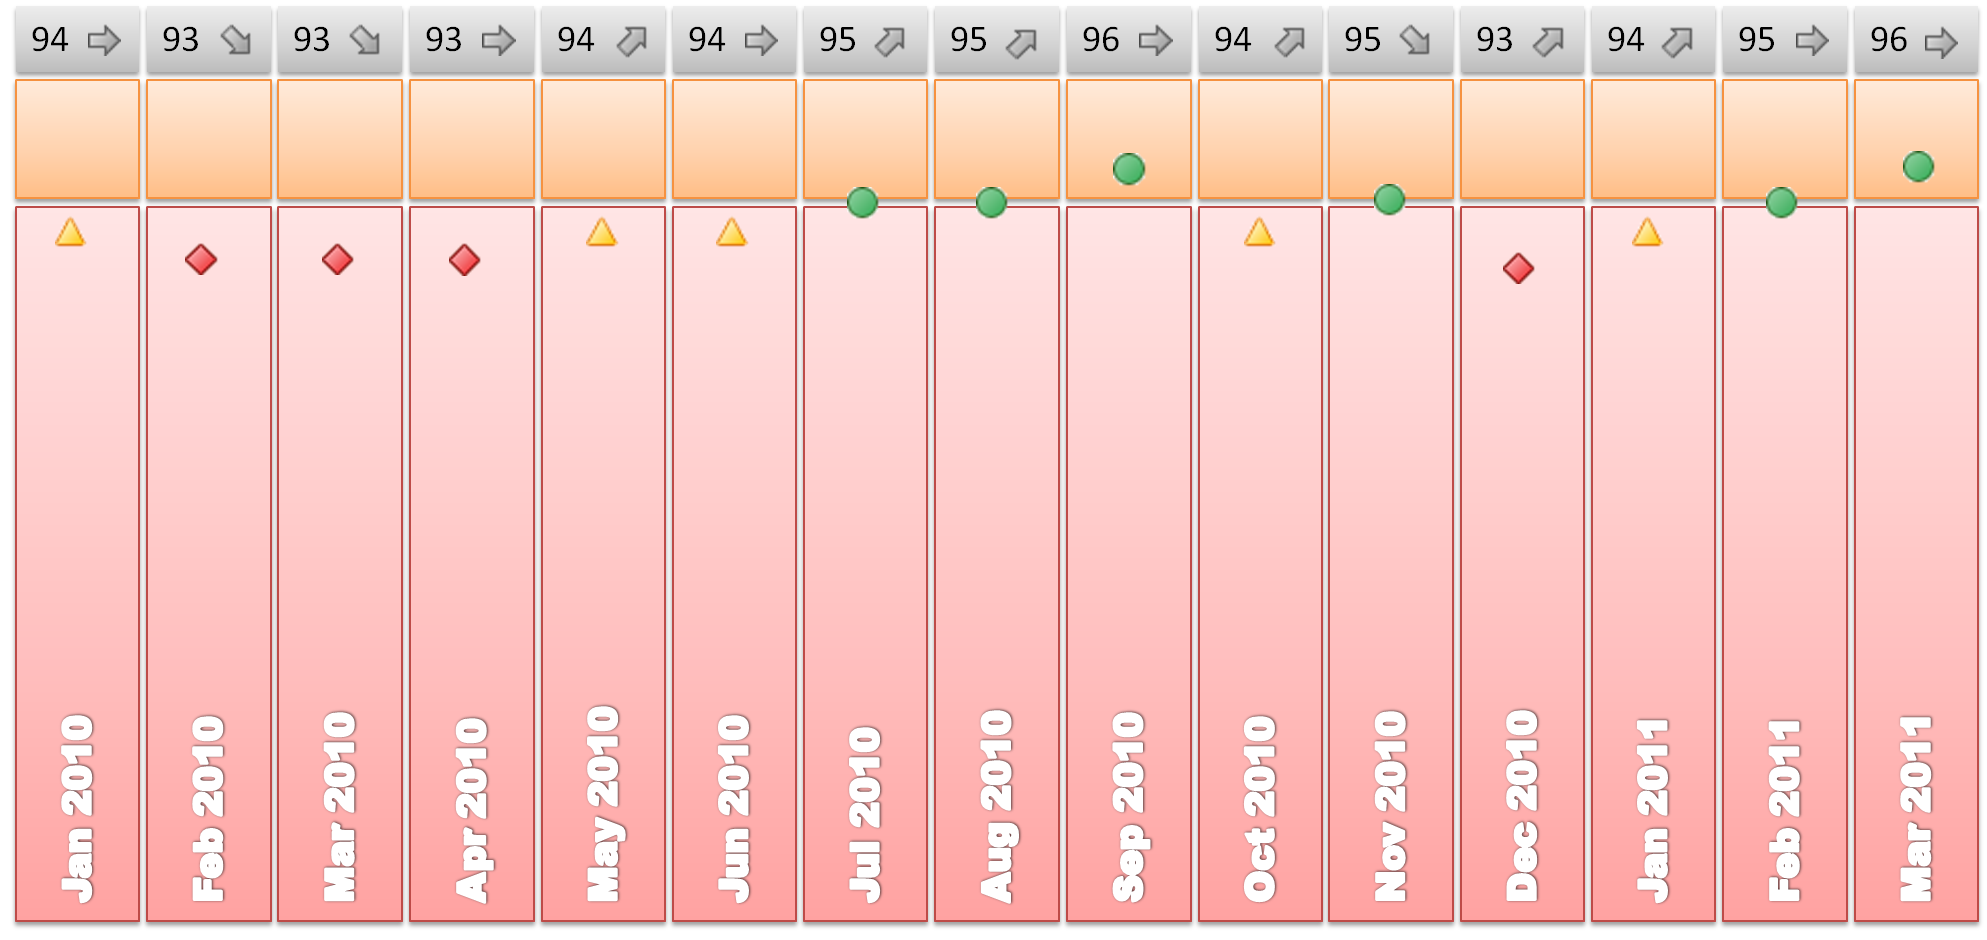 94 93 93 93 94 94 95 95 96 94 95 93 94 95 96
Jan 2010
Feb 2010
Mar 2010
Apr 2010
May 2010
Jun 2010
Jul 2010
Aug 2010
Sep 2010
Oct 2010
Nov 2010
Dec 2010
Jan 2011
Feb 2011
Mar 2011